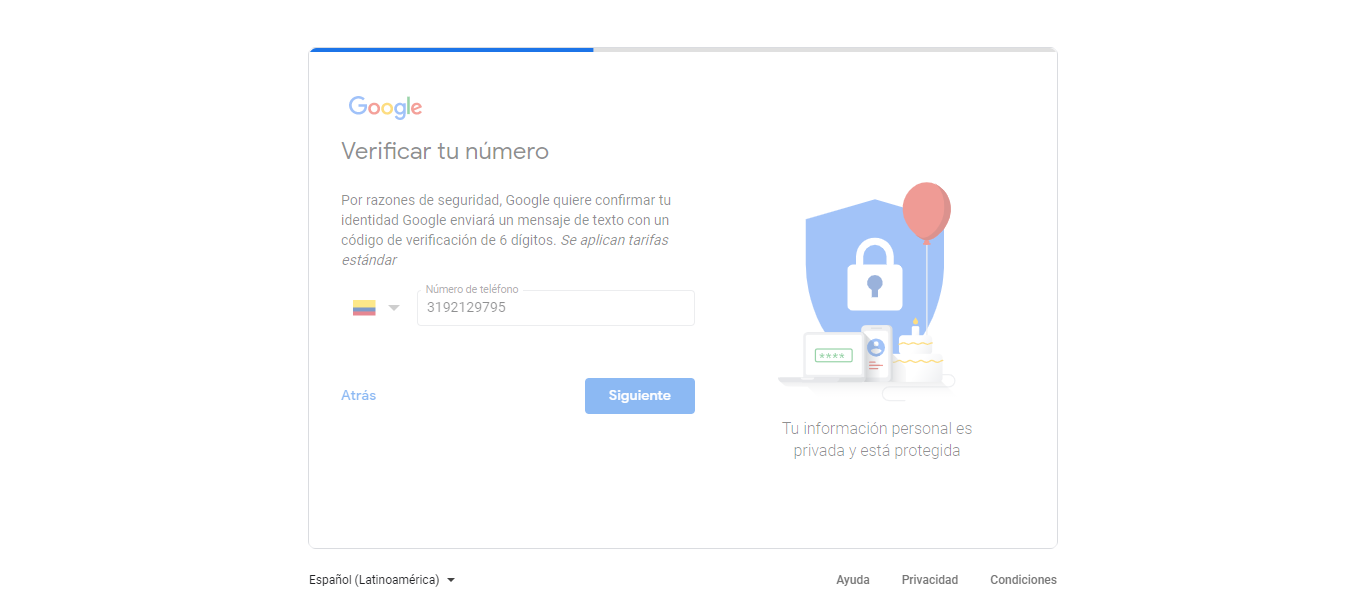 Google
Verificar tu número
Por razones de seguridad, Google quiere confirmar tu
identidad Google enviará un mensaje de texto con un
código de verificación de 6 dígitos. Se aplican tarifas
estándar
Número de teléfono
3192129795
Atrás
Siguiente
****
Tu información personal es
privada y está protegida
Español (Latinoamérica)
Ayuda
Privacidad
Condiciones